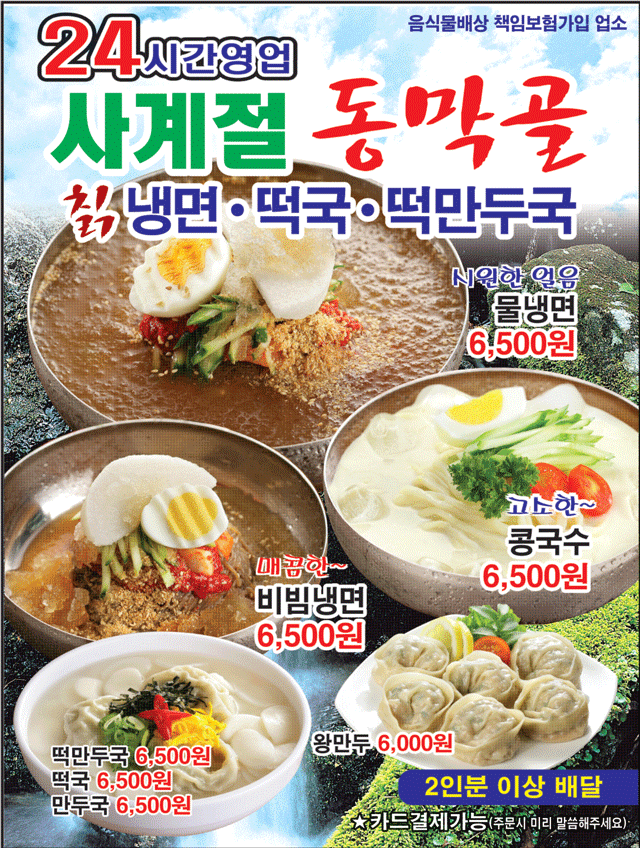 음식물배상 책임보험가입 업소
24시간영업
사계절 동막골
칡 냉면·떡국·떡만두국
시원한 얼음
물냉면
6,500원
고소한~
콩국수
6,500원
매콤한~
비빔냉면
6,500원
떡만두국 6,500원
떡국 6,500원
만두국 6,500원
왕만두 6,000원
2인분 이상 배달
★카드결제가능(주문시 미리 말씀해주세요)